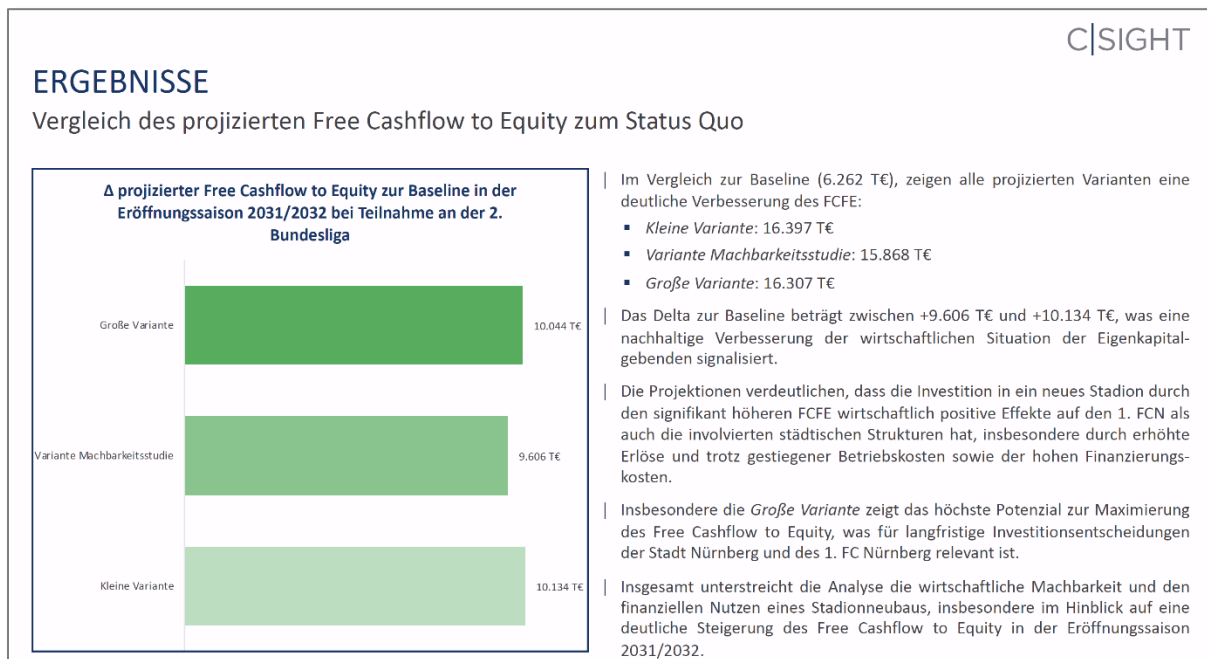 C|SIGHT
ERGEBNISSE
Vergleich des projizierten Free Cashflow to Equity zum Status Quo
Δ projizierter Free Cashflow to Equity zur Baseline in der
Eröffnungssaison 2031/2032 bei Teilnahme an der 2.
Bundesliga
Große Variante
10.044 T€
Variante Machbarkeitsstudie
9.606 T€
Kleine Variante
10.134 T€
| Im Vergleich zur Baseline (6.262 T€), zeigen alle projizierten Varianten eine
deutliche Verbesserung des FCFE:
▪ Kleine Variante: 16.397 T€
▪ Variante Machbarkeitsstudie: 15.868 T€
▪ Große Variante: 16.307 T€
| Das Delta zur Baseline beträgt zwischen +9.606 T€ und +10.134 T€, was eine
nachhaltige Verbesserung der wirtschaftlichen Situation der Eigenkapital-
gebenden signalisiert.
| Die Projektionen verdeutlichen, dass die Investition in ein neues Stadion durch
den signifikant höheren FCFE wirtschaftlich positive Effekte auf den 1. FCN als
auch die involvierten städtischen Strukturen hat, insbesondere durch erhöhte
Erlöse und trotz gestiegener Betriebskosten sowie der hohen Finanzierungs-
kosten.
| Insbesondere die Große Variante zeigt das höchste Potenzial zur Maximierung
des Free Cashflow to Equity, was für langfristige Investitionsentscheidungen
der Stadt Nürnberg und des 1. FC Nürnberg relevant ist.
| Insgesamt unterstreicht die Analyse die wirtschaftliche Machbarkeit und den
finanziellen Nutzen eines Stadionneubaus, insbesondere im Hinblick auf eine
deutliche Steigerung des Free Cashflow to Equity in der Eröffnungssaison
2031/2032.